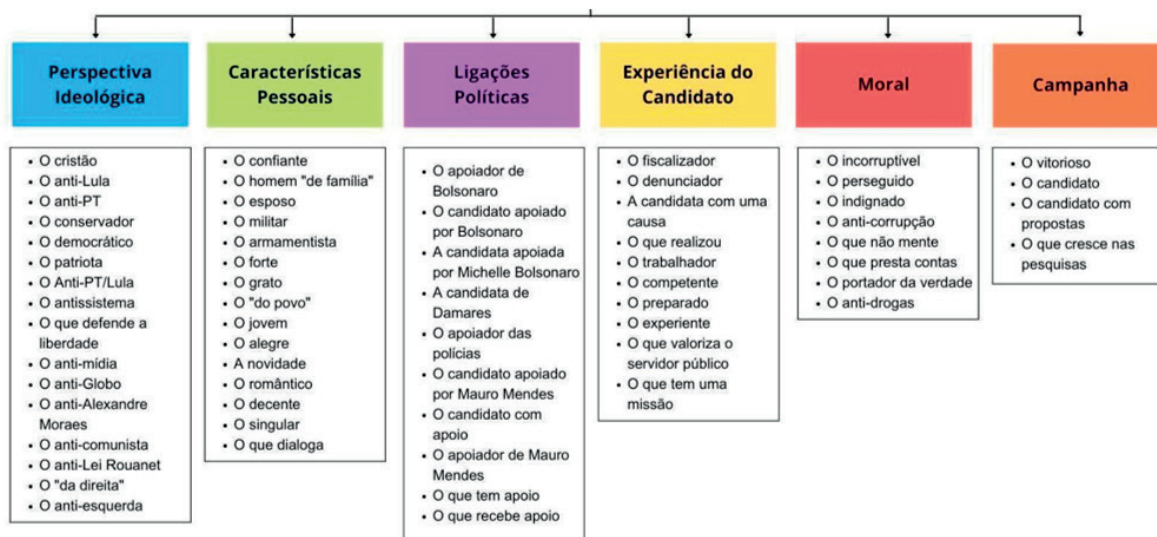 Perspectiva
Ideológica
• O cristão
• O anti-Lula
• O anti-PT
• O conservador
• O democrático
• O patriota
• O Anti-PT/Lula
• O antissistema
• O que defende a
liberdade
• O anti-mídia
• O anti-Globo
• O anti-Alexandre
Moraes
• O anti-comunista
• O anti-Lei Rouanet
• O "da direita"
• O anti-esquerda
Característicås
Pessoais
• O confiante
• O homem "de família"
• O esposo
• O militar
• O armamentista
• O forte
• O grato
• O "do povo"
• O jovem
• O alegre
• A novidade
• O romântico
• O decente
• O singular
• O que dialoga
Ligações
Políticas
• O apoiador de
Bolsonaro
• O candidato apoiado
por Bolsonaro
• A candidata apoiada
por Michelle Bolsonaro
• A candidata de
Damares
• O apoiador das
polícias
• O candidato apoiado
por Mauro Mendes
• O candidato com
apoio
• O apoiador de Mauro
Mendes
• O que tem apoio
• O que recebe apoio
Experiência do
Candidato
• O fiscalizador
• O denunciador
• A candidata com uma
causa
• O que realizou
• O trabalhador
• O competente
• O preparado
• O experiente
• O que valoriza o
servidor público
• O que tem uma
missão
Moral
• O incorruptível
• O perseguido
• O indignado
• O anti-corrupção
• O que não mente
• O que presta contas
• O portador da verdade
• O anti-drogas
Campanha
• O vitorioso
• O candidato
• O candidato com
propostas
• O que cresce nas
pesquisas